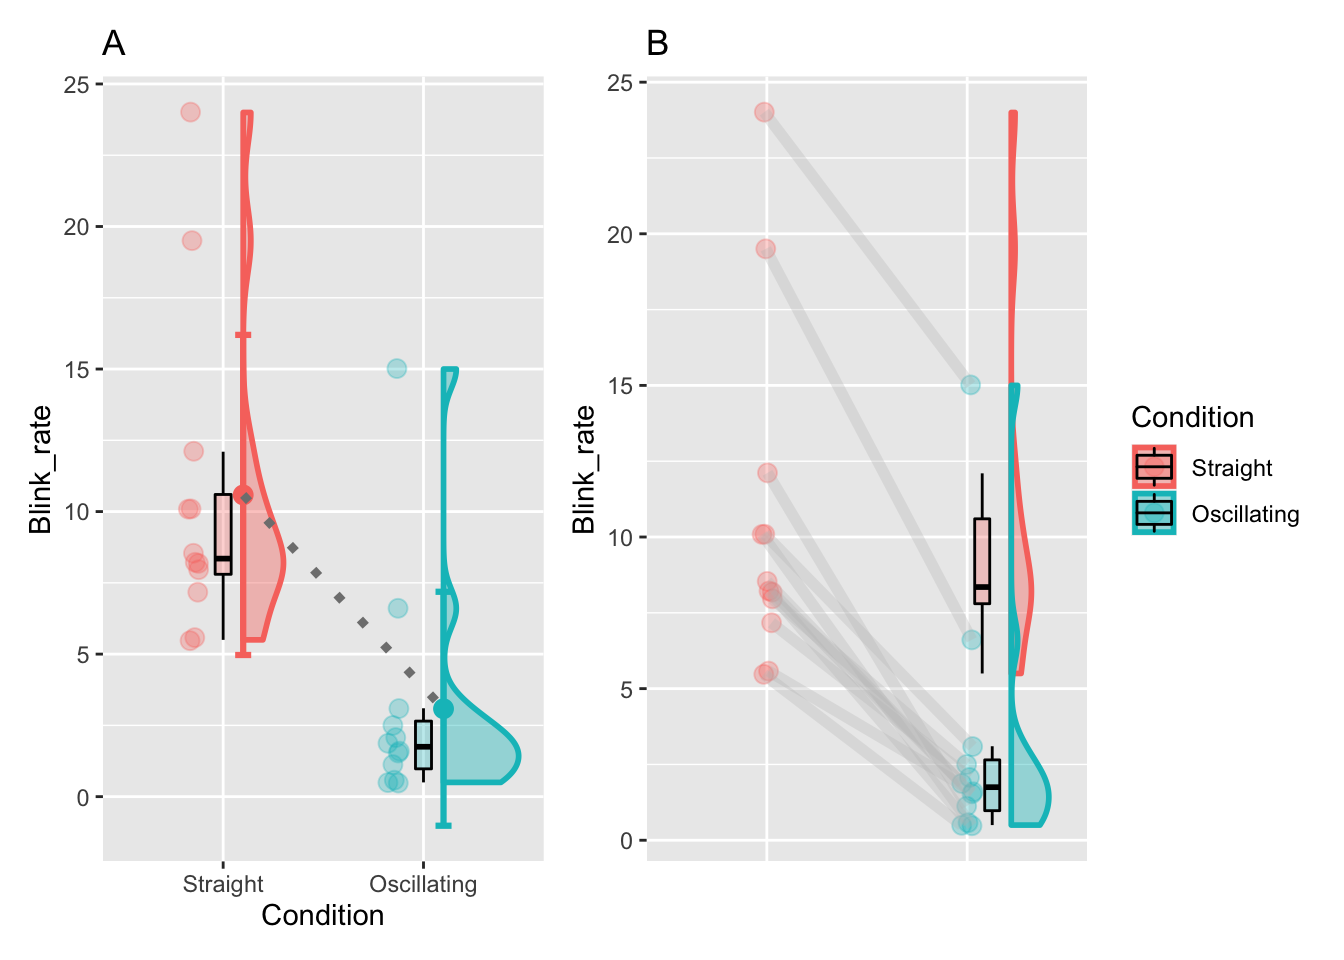 A
B
25
20
15
10
5
0
Blink_rate
Straight
Oscillating
Condition
25
20
15
10
5
0
Blink_rate
Condition
Straight
Oscillating